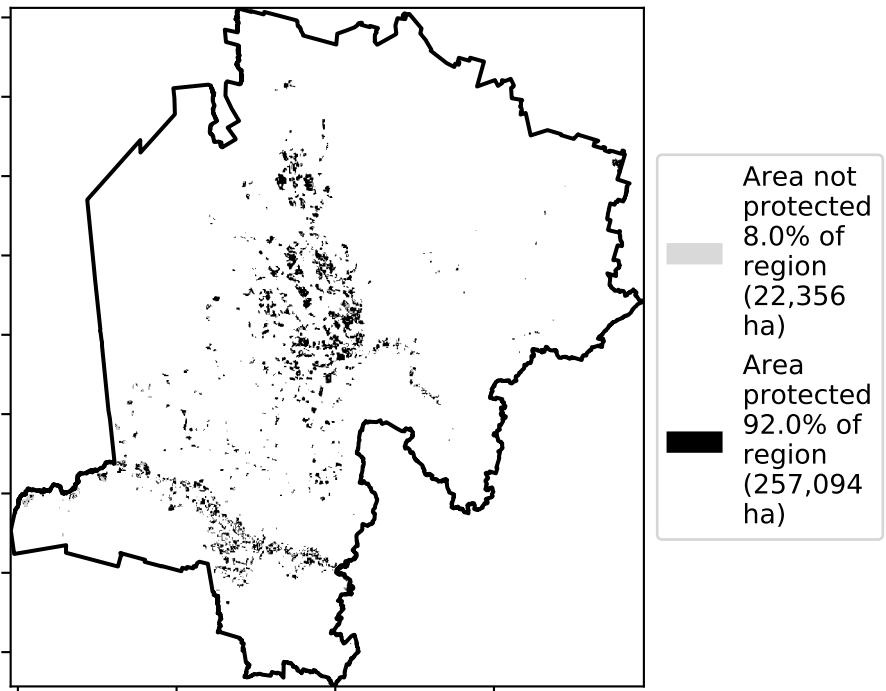 Area not
protected
8.0% of
region
(22,356
ha)
Area
protected
92.0% of
region
(257,094
ha)